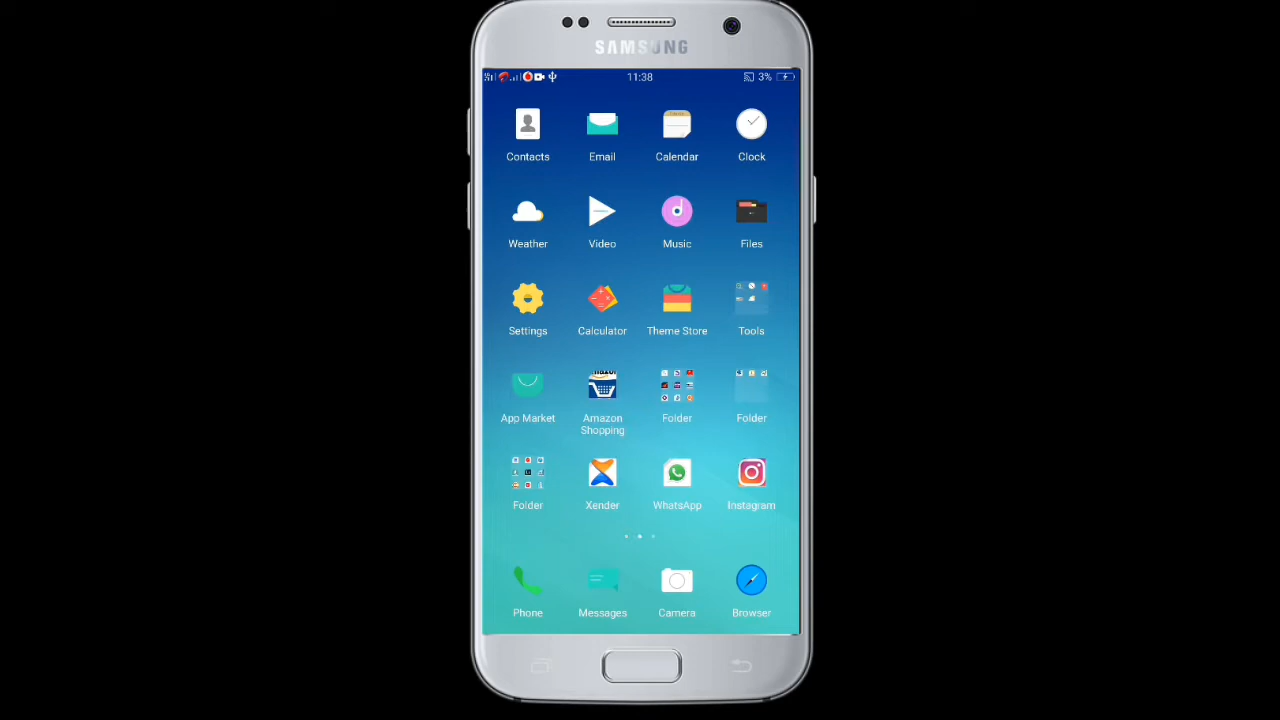 SAMSUNG
11:38
3%
Contacts
Email
Calendar
Clock
Weather
Video
Music
Files
Settings
Calculator
Theme Store
Tools
App Market
Amazon
Shopping
Folder
Folder
Folder
Xender
WhatsApp
Instagram
Phone
Messages
Camera
Browser